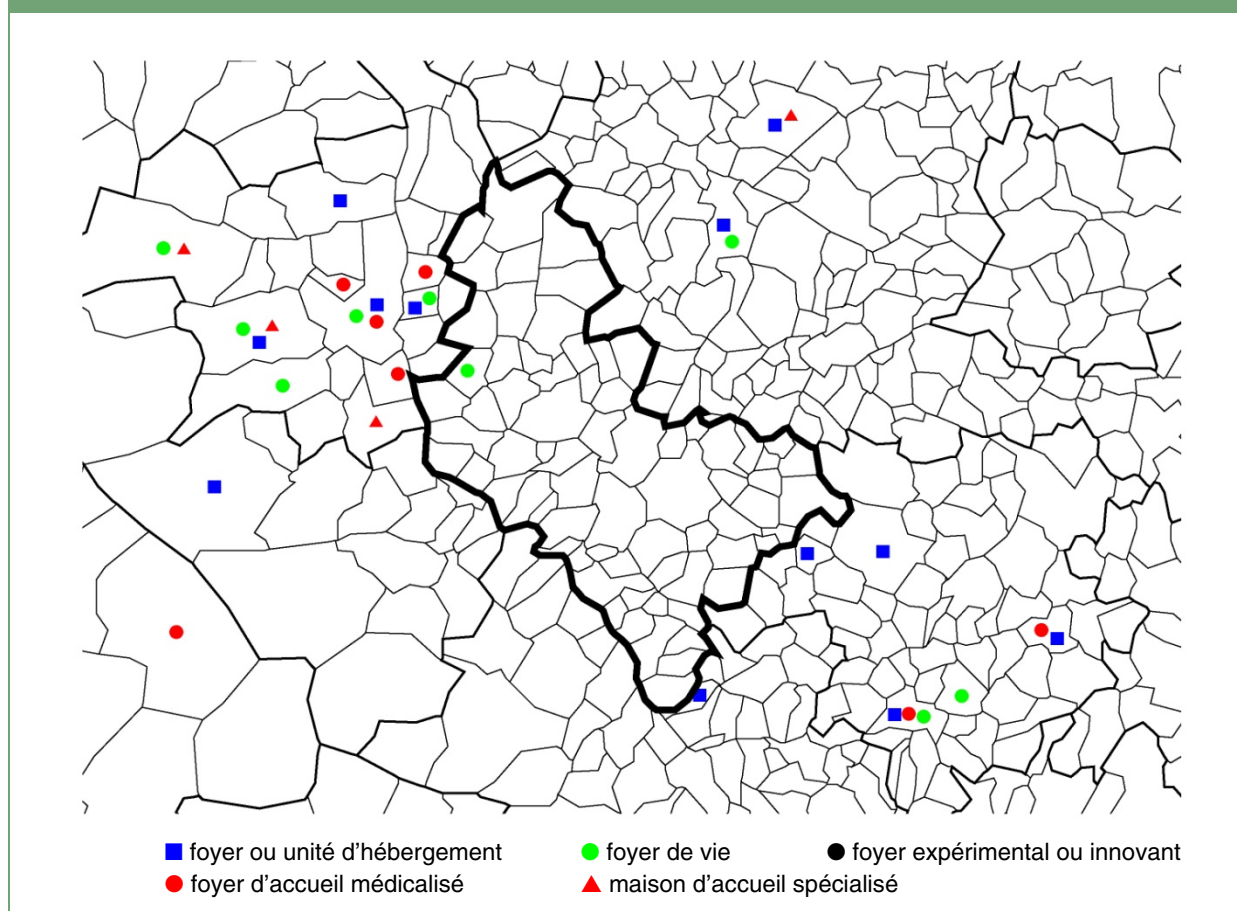 foyer ou unité d'hébergement foyer de vie foyer expérimental ou innovant
foyer d'accueil médicalisé maison d'accueil spécialisé